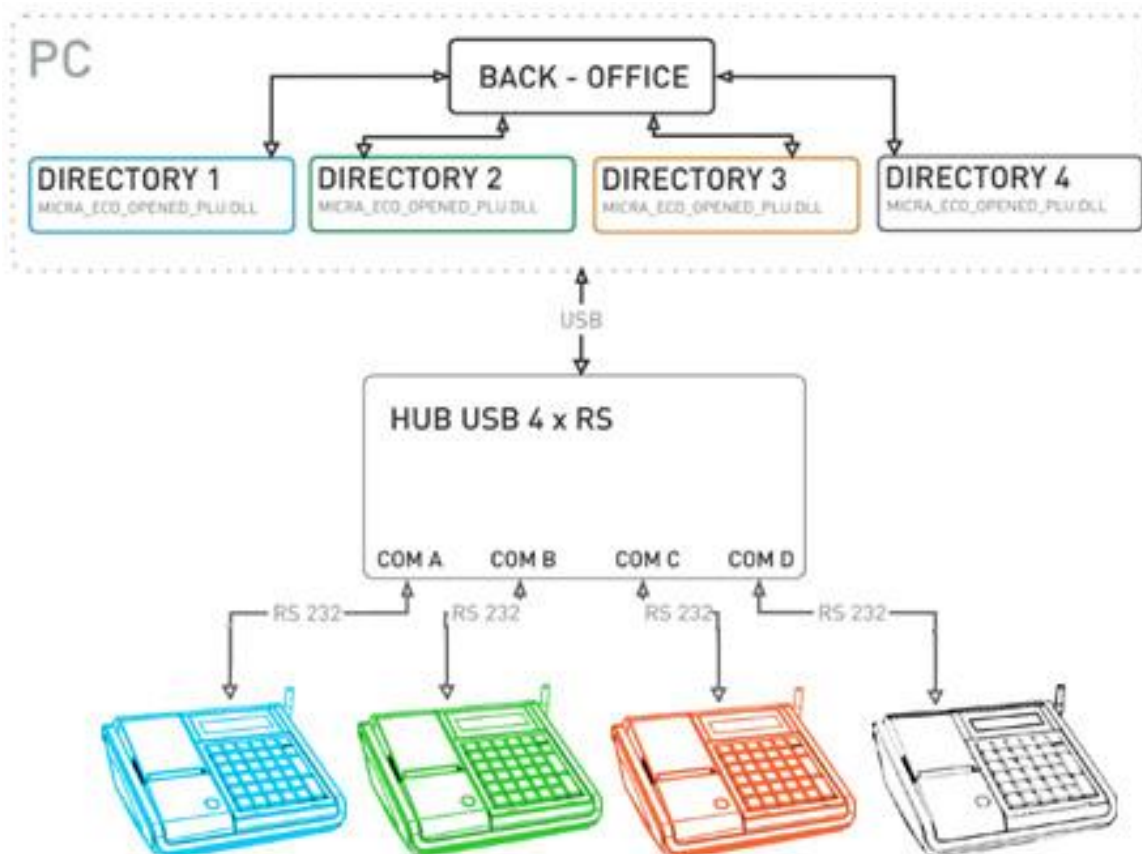 PC
BACK - OFFICE
DIRECTORY 1
MICRA_ECO_OPENED_PLU.DLL
DIRECTORY 2
MICRA_ECO_OPENED_PLU.DLL
DIRECTORY 3
MICRA_ECO_OPENED_PLU.DLL
DIRECTORY 4
MICRA_ECO_OPENED_PLU.DLL
USB
HUB USB 4 x RS
COM A
COM B
COM C
COM D
RS 232
RS 232
RS 232
RS 232